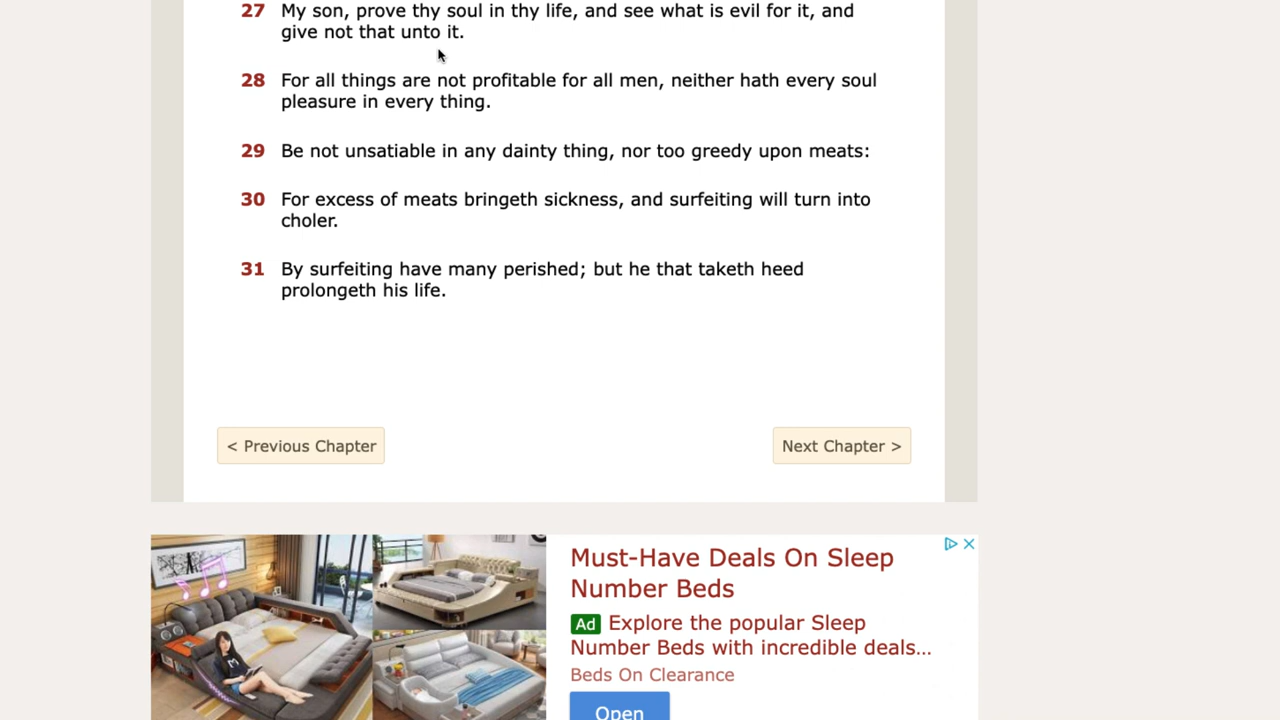 27 My son, prove thy soul in thy life, and see what is evil for it, and
give not that unto it.
28 For all things are not profitable for all men, neither hath every soul
pleasure in every thing.
29 Be not unsatiable in any dainty thing, nor too greedy upon meats:
30 For excess of meats bringeth sickness, and surfeiting will turn into
choler.
31 By surfeiting have many perished; but he that taketh heed
prolongeth his life.
< Previous Chapter
Next Chapter >
Must-Have Deals On Sleep
Number Beds
Ad Explore the popular Sleep
Number Beds with incredible deals...
Beds On Clearance
Open